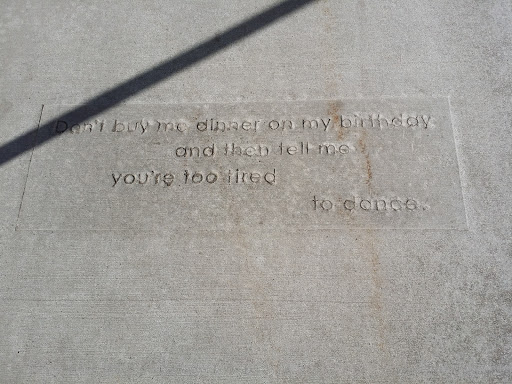 Don't buy me dinner on my birthday
and then tell me
you're too tired
to dance.